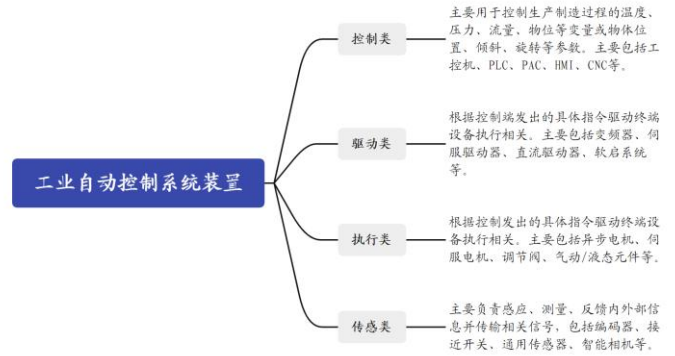 工业自动控制系统装置
控制类
主要用于控制生产制造过程的温度、
压力、流量、物位等变量或物体位
置、倾斜、旋转等参数。主要包括工
控机、PLC、PAC、HMI、CNC等。
驱动类
根据控制端发出的具体指令驱动终端
设备执行相关。主要包括变频器、伺
服驱动器、直流驱动器、软启系统
等。
执行类
根据控制发出的具体指令驱动终端设
备执行相关。主要包括异步电机、伺
服电机、调节阀、气动/液态元件等。
传感类
主要负责感应、测量、反馈内外部信
息并传输相关信号，包括编码器、接
近开关、通用传感器、智能相机等。